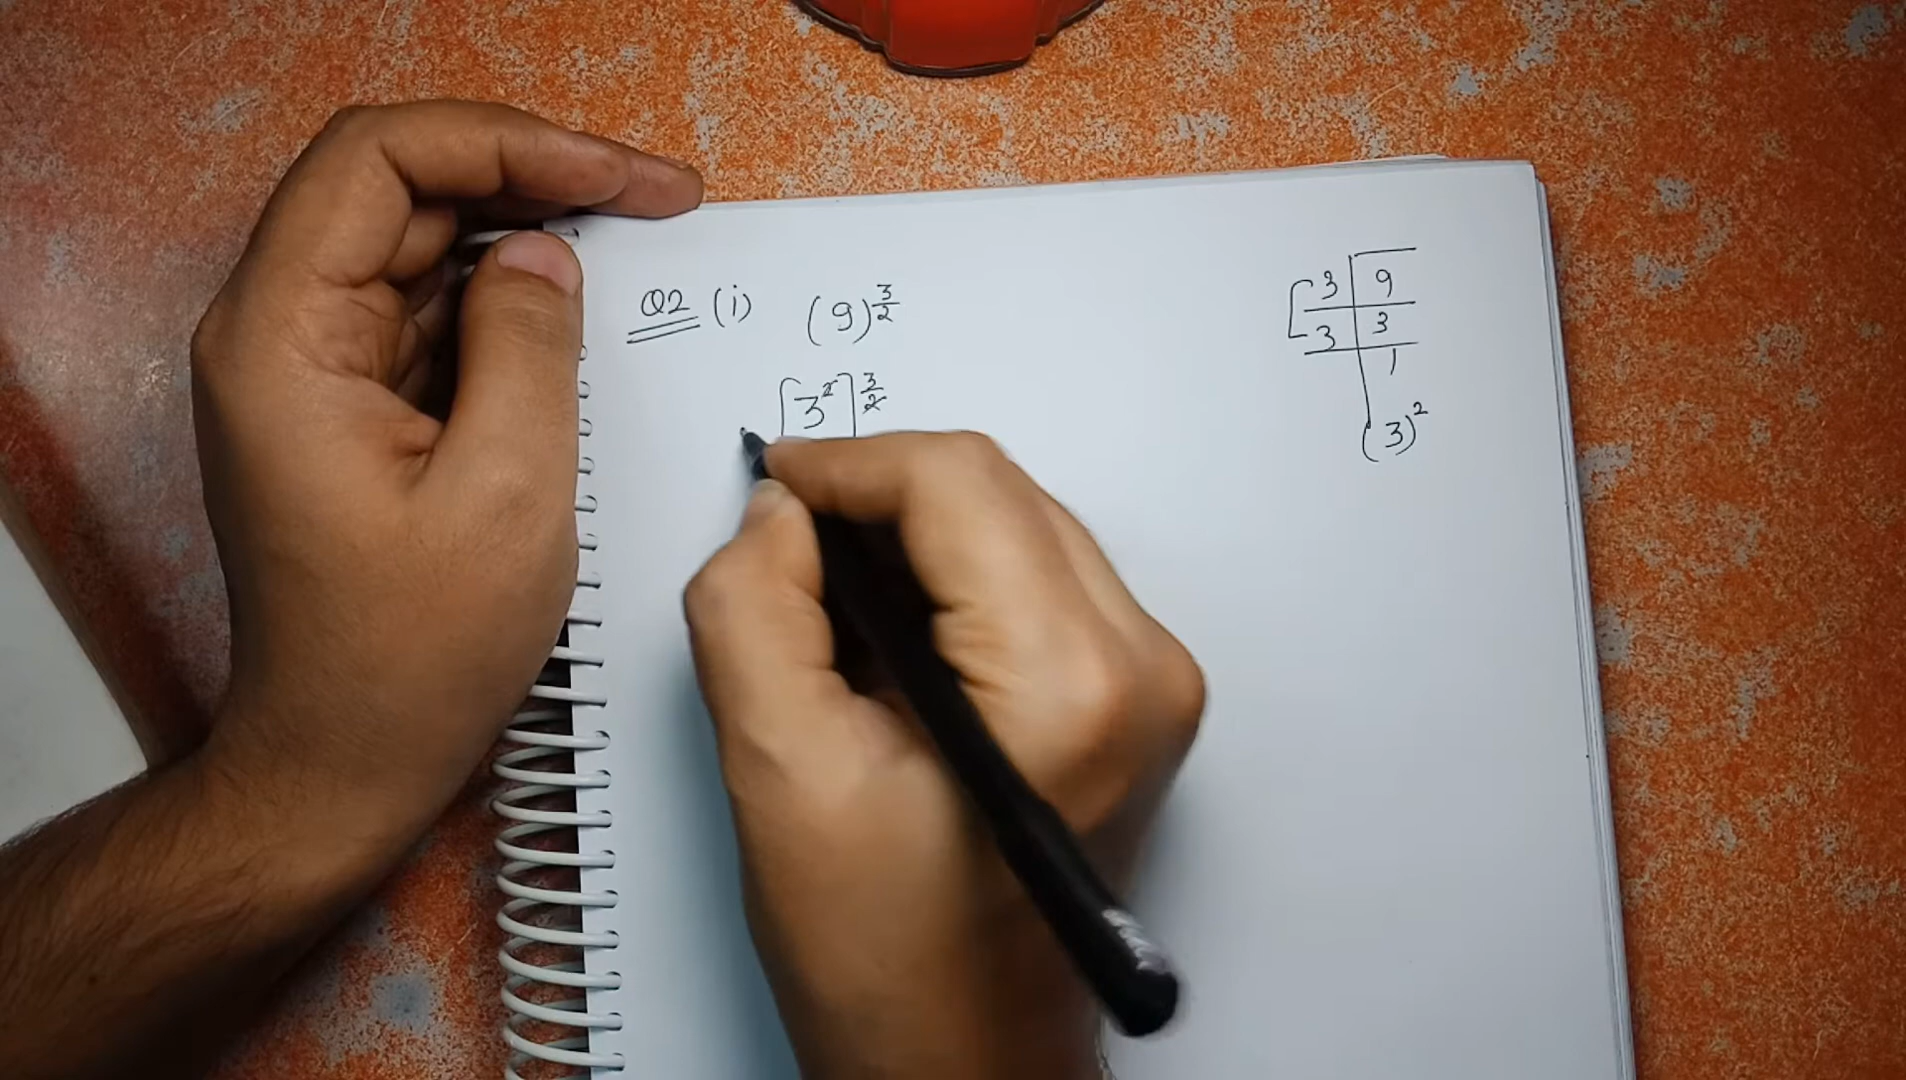 Q2 (i) (9)^3/2
[3^2]^3/2
3 | 9
3 | 3
1
(3)^2